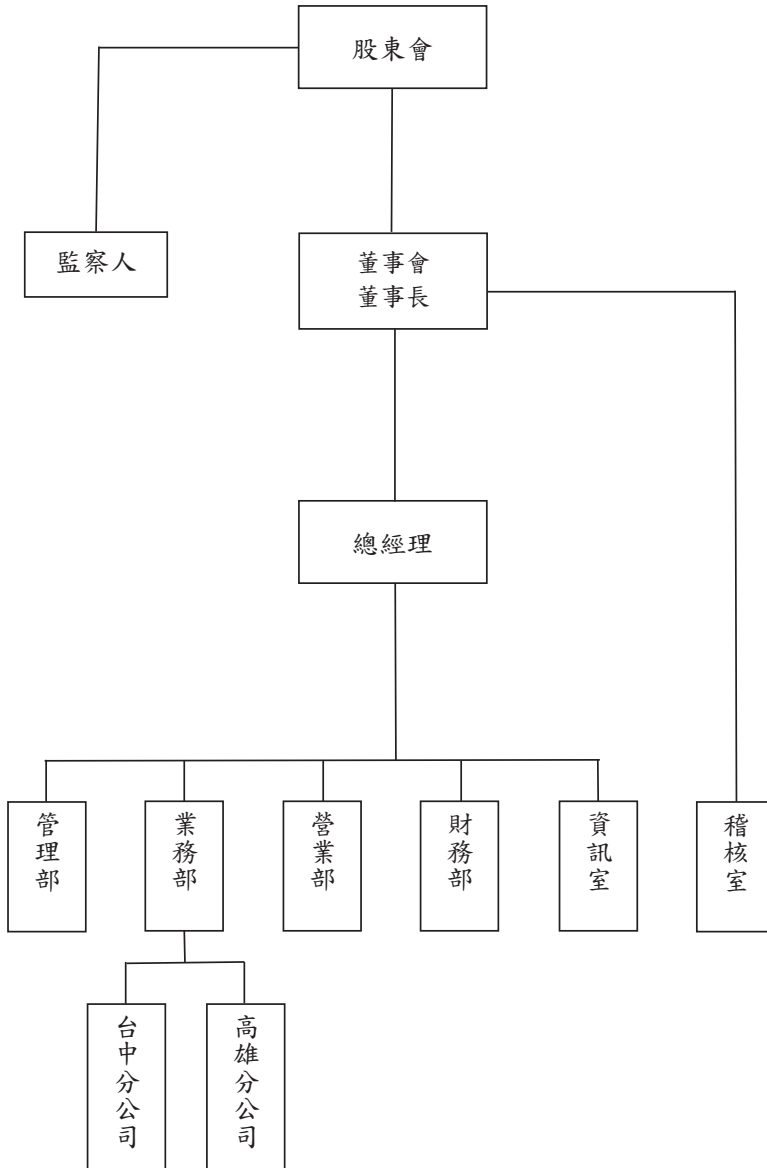 股東會
監察人
董事會
董事長
總經理
管理部
業務部
營業部
財務部
資訊室
稽核室
台中分公司
高雄分公司